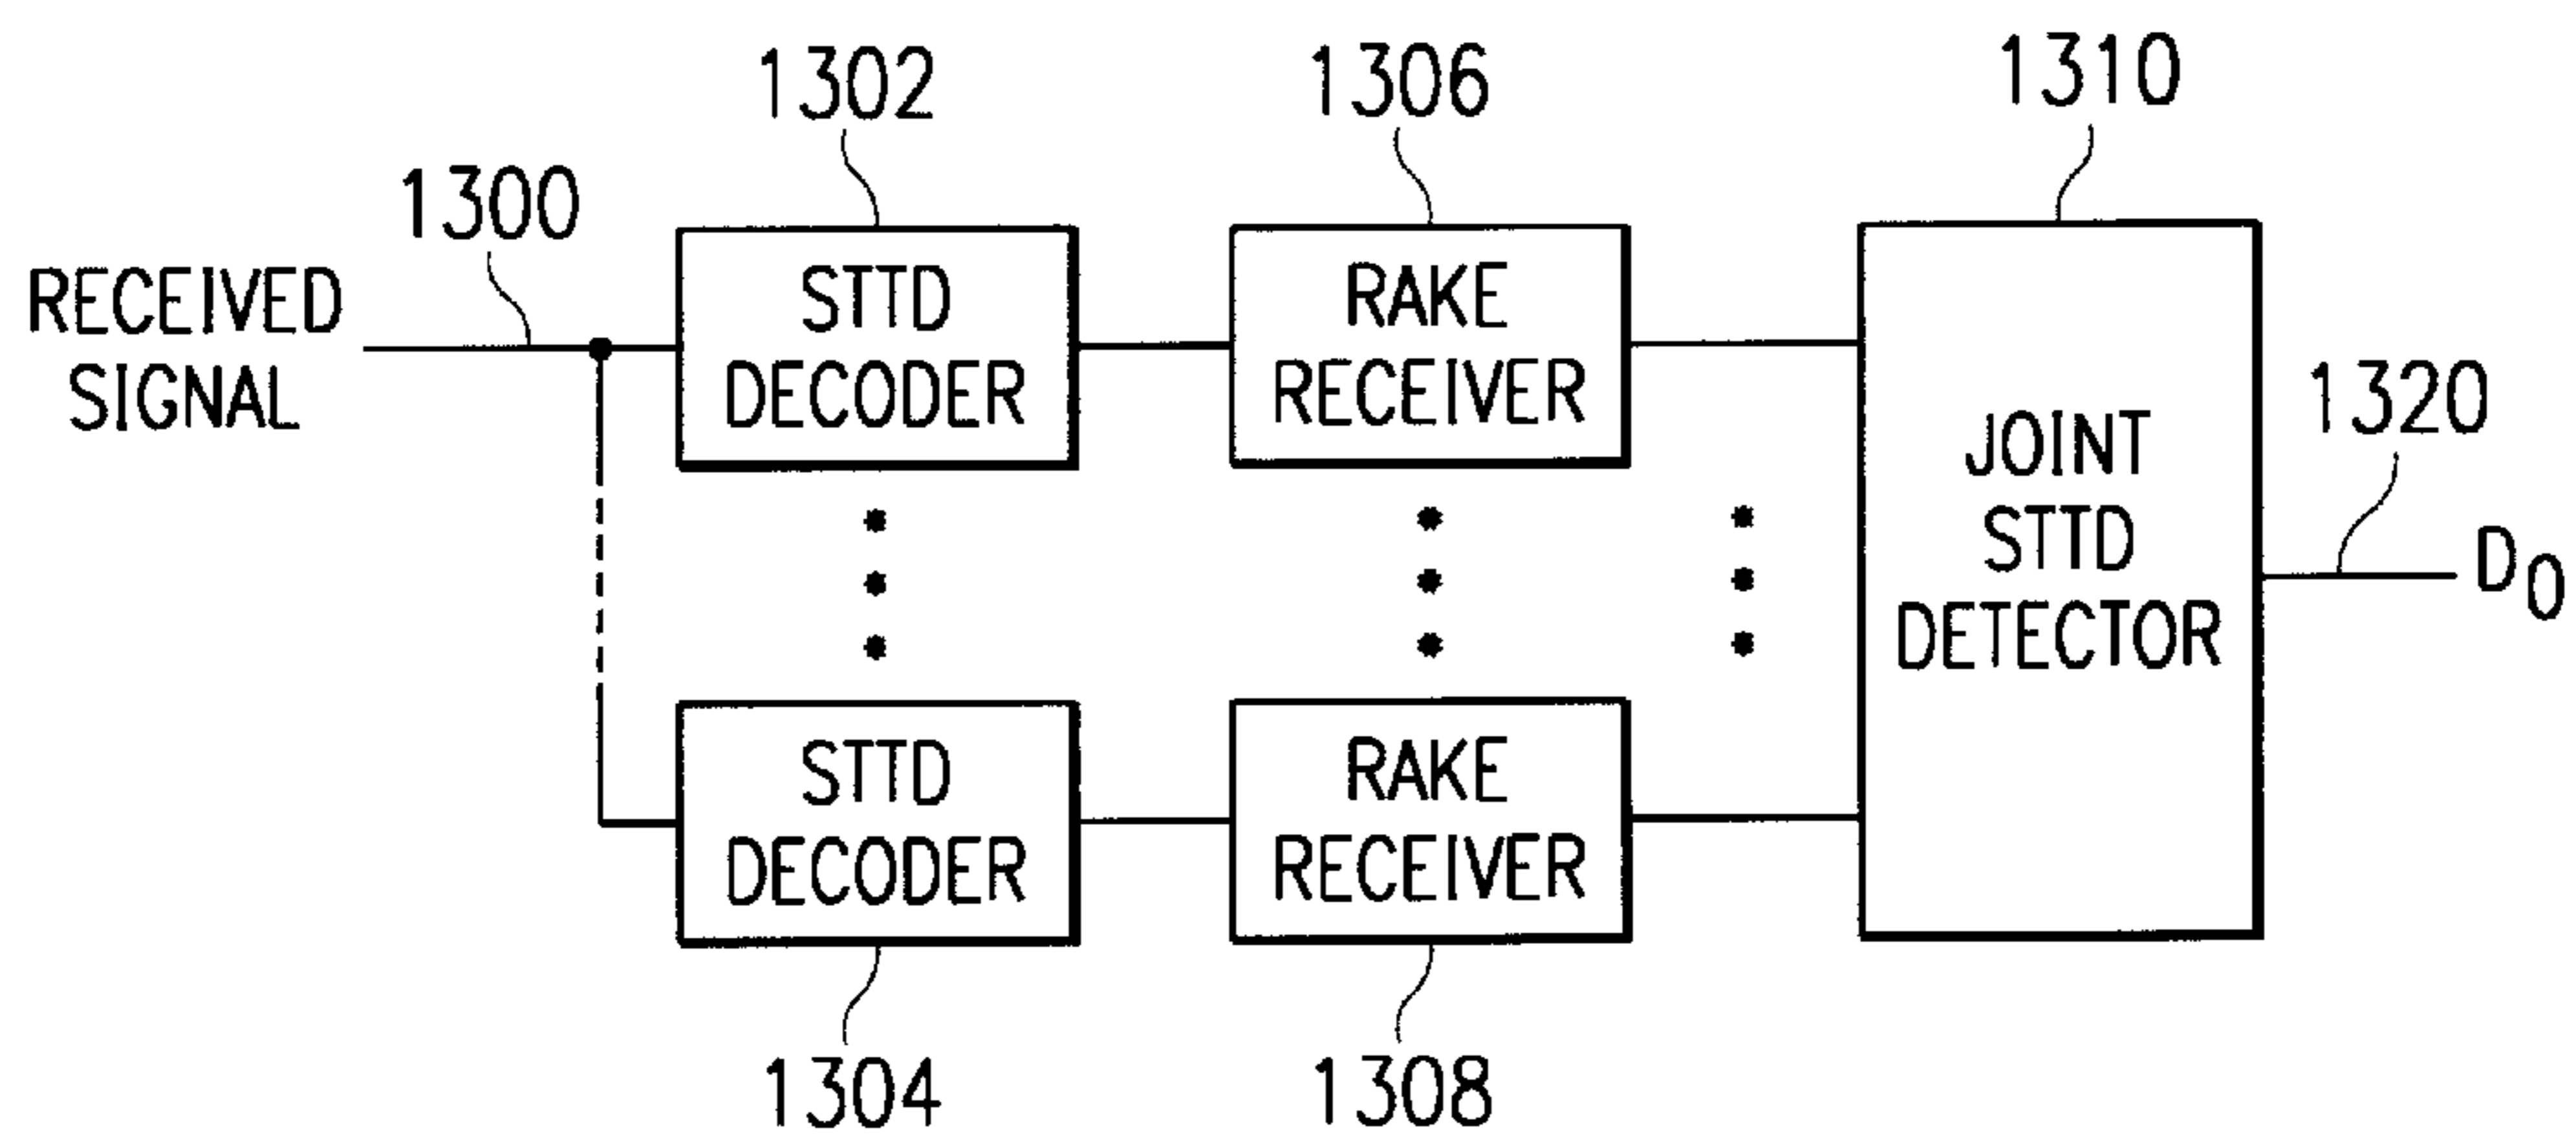 1302
1306
1310
1300
RECEIVED
SIGNAL
STTD
DECODER
RAKE
RECEIVER
JOINT
STTD
DETECTOR
1320
D0
STTD
DECODER
RAKE
RECEIVER
1304
1308